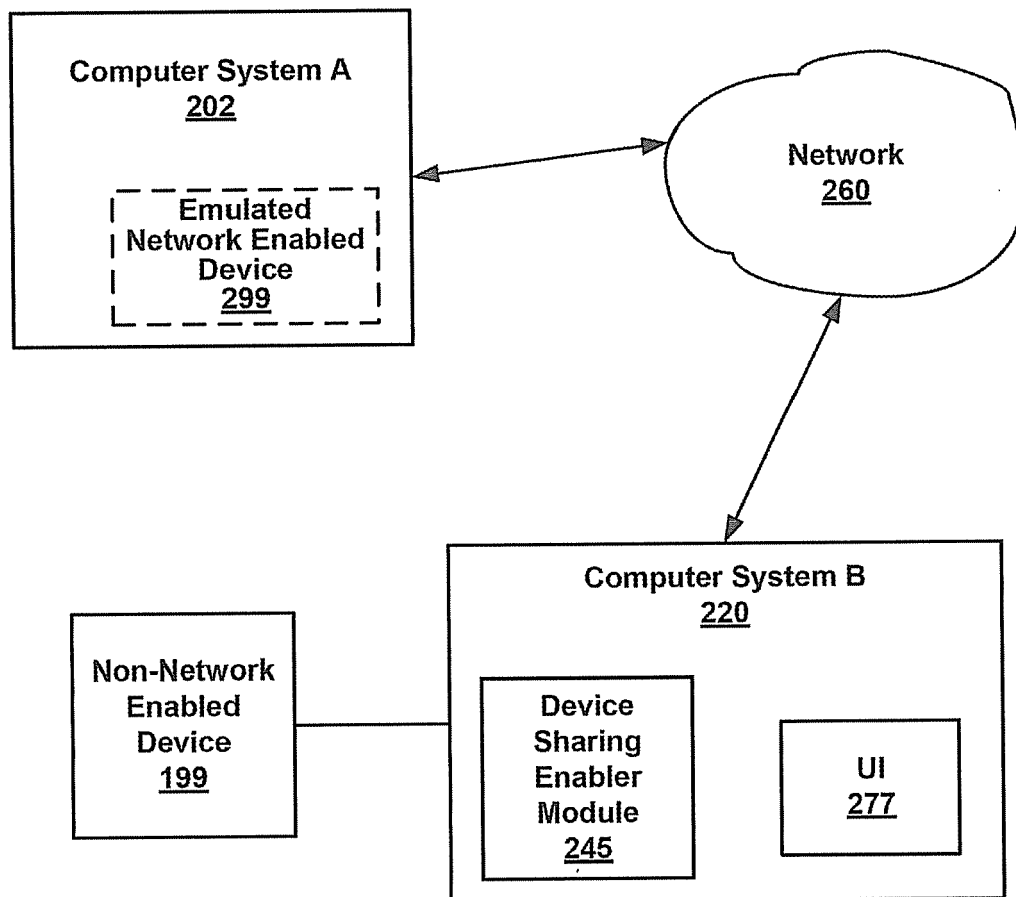 Computer System A
202
Emulated
Network Enabled
Device
299
Network
260
Computer System B
220
Non-Network
Enabled
Device
199
Device
Sharing
Enabler
Module
245
UI
277